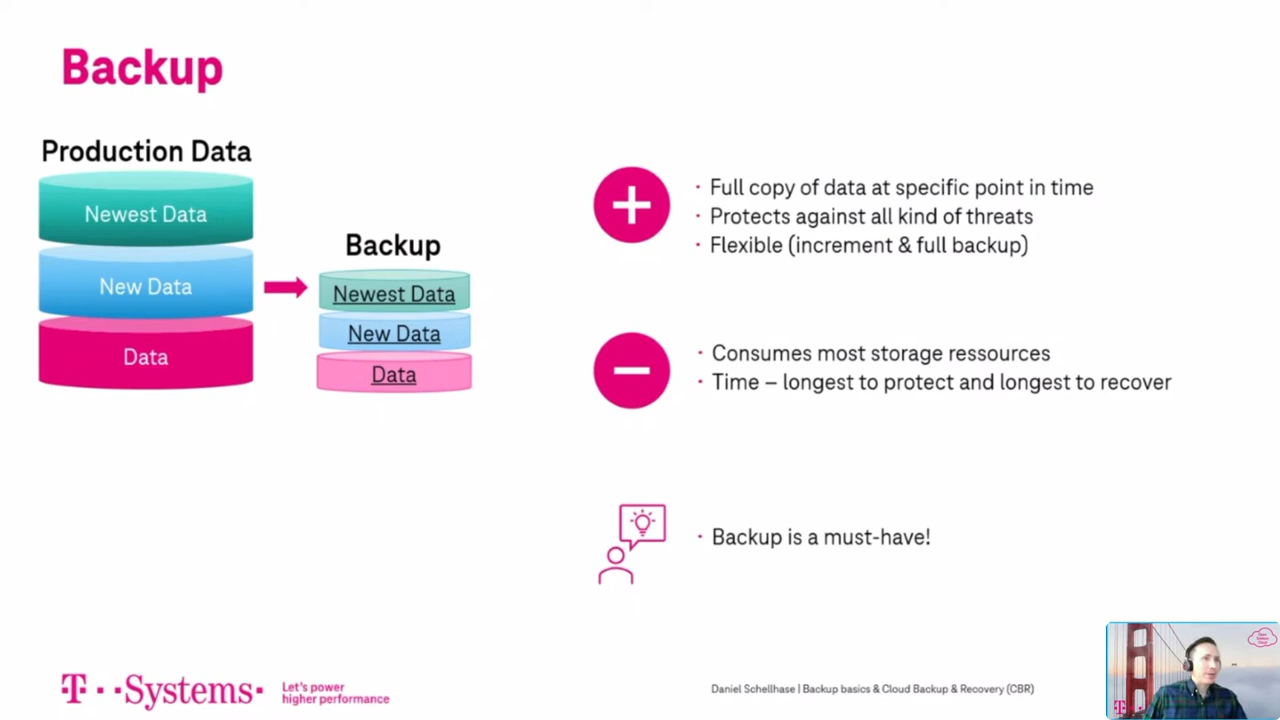 Backup
Production Data
Newest Data
New Data
Data
Backup
Newest Data
New Data
Data
· Full copy of data at specific point in time
· Protects against all kind of threats
· Flexible (increment & full backup)
· Consumes most storage ressources
· Time – longest to protect and longest to recover
· Backup is a must-have!
T · · Systems ·
Let's power
higher performance
Daniel Schellhase | Backup basics & Cloud Backup & Recovery (CBR)
Open
Telekom
Cloud
T